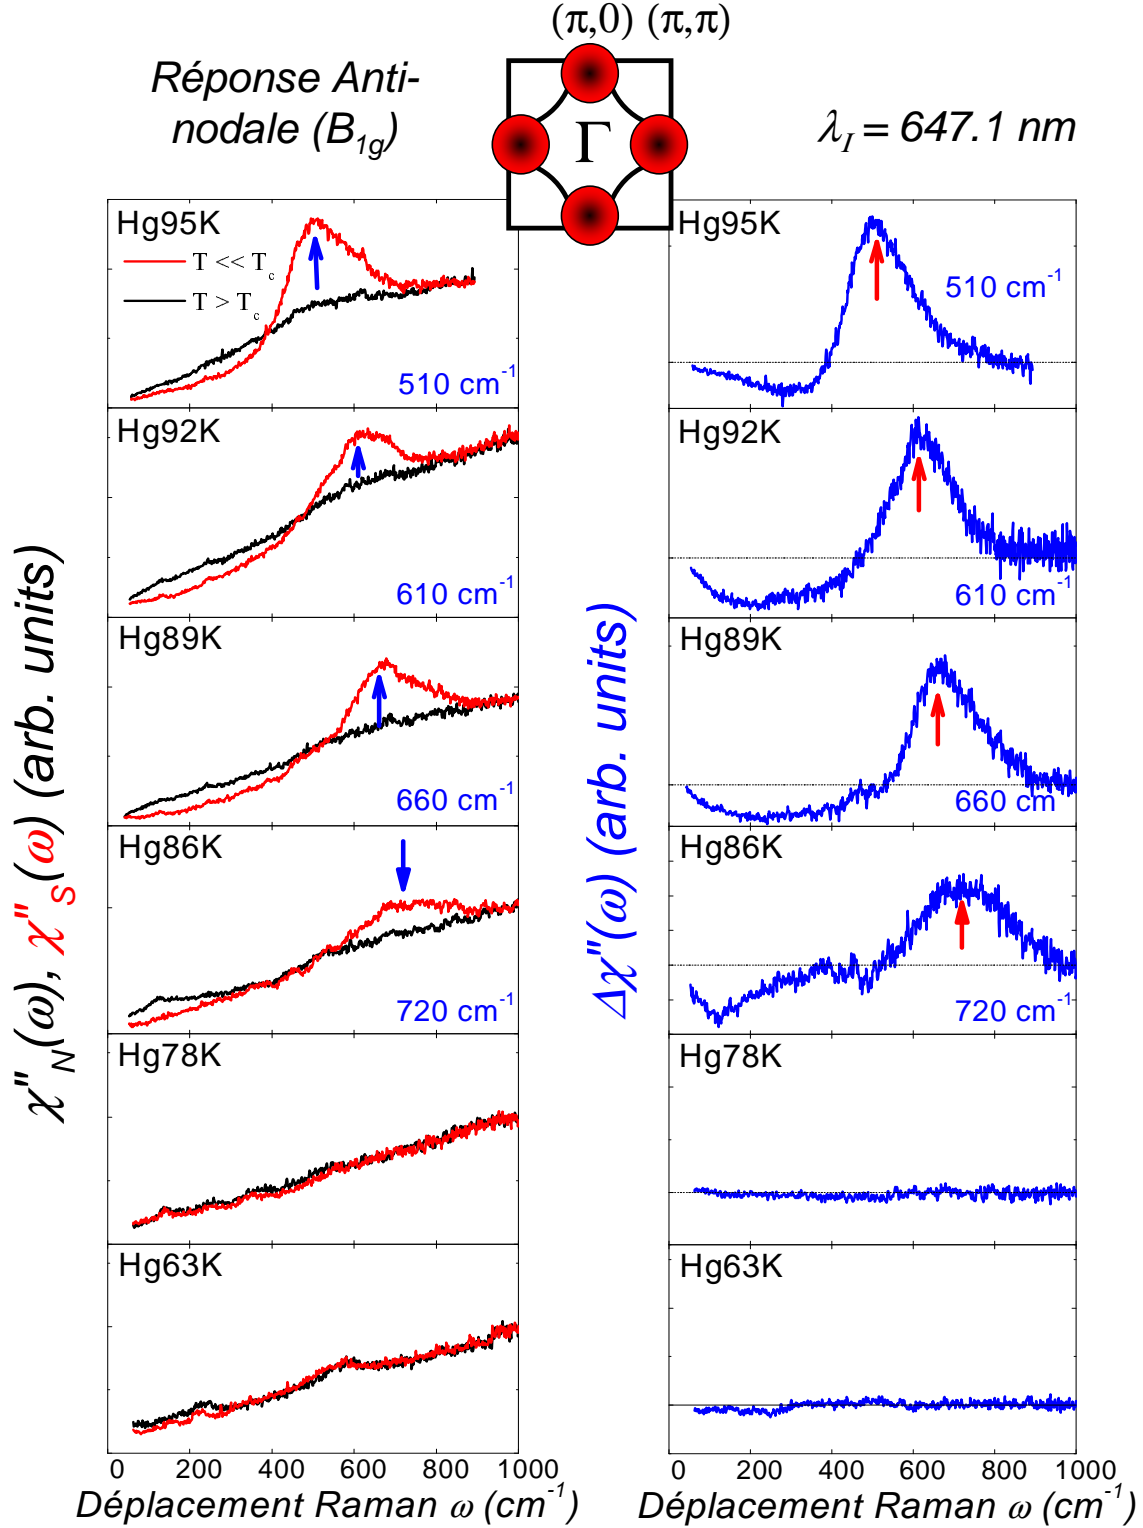 (π,0) (π,π)
Réponse Anti-
nodale (B1g)
Γ
λI = 647.1 nm
Hg95K
T << Tc
T > Tc
510 cm-1
Hg92K
610 cm-1
Hg89K
660 cm-1
Hg86K
720 cm-1
Hg78K
Hg63K
0 200 400 600 800 1000
Déplacement Raman ω (cm-1)
χ"N(ω), χ"S(ω) (arb. units)
Hg95K
510 cm-1
Hg92K
610 cm-1
Hg89K
660 cm-
Hg86K
720 cm-1
Hg78K
Hg63K
0 200 400 600 800 1000
Déplacement Raman ω (cm-1)
Δχ"(ω) (arb. units)